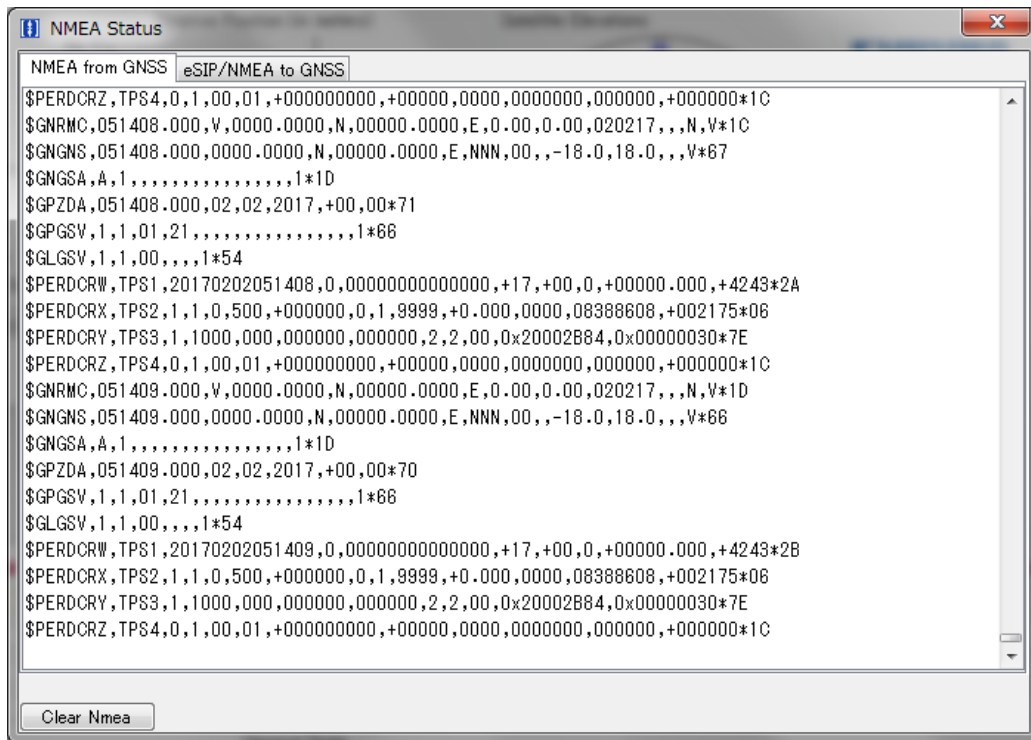 NMEA Status
NMEA from GNSS eSIP/NMEA to GNSS
$PERDCRZ,TPS4,0,1,00,01,+000000000,+00000,0000,0000000,000000,+000000*1C
$GNRMC,051408.000,V,0000.0000,N,00000.0000,E,0.00,0.00,020217,,,N,V*1C
$GNGNS,051408.000,0000.0000,N,00000.0000,E,NNN,00,,-18.0,18.0,,,V*67
$GNGSA,A,1,,,,,,,,,,,,,,,,1*1D
$GPZDA,051408.000,02,02,2017,+00,00*71
$GPGSV,1,1,01,21,,,,,,,,,,,,,,,,1*66
$GLGSV,1,1,00,,,,1*54
$PERDCRW,TPS1,20170202051408,0,00000000000000,+17,+00,0,+00000.000,+4243*2A
$PERDCRX,TPS2,1,1,0,500,+000000,0,1,9999,+0.000,0000,08388608,+002175*06
$PERDCRY,TPS3,1,1000,000,000000,000000,2,2,00,0x20002B84,0x00000030*7E
$PERDCRZ,TPS4,0,1,00,01,+000000000,+00000,0000,0000000,000000,+000000*1C
$GNRMC,051409.000,V,0000.0000,N,00000.0000,E,0.00,0.00,020217,,,N,V*1D
$GNGNS,051409.000,0000.0000,N,00000.0000,E,NNN,00,,-18.0,18.0,,,V*66
$GNGSA,A,1,,,,,,,,,,,,,,,,1*1D
$GPZDA,051409.000,02,02,2017,+00,00*70
$GPGSV,1,1,01,21,,,,,,,,,,,,,,,,1*66
$GLGSV,1,1,00,,,,1*54
$PERDCRW,TPS1,20170202051409,0,00000000000000,+17,+00,0,+00000.000,+4243*2B
$PERDCRX,TPS2,1,1,0,500,+000000,0,1,9999,+0.000,0000,08388608,+002175*06
$PERDCRY,TPS3,1,1000,000,000000,000000,2,2,00,0x20002B84,0x00000030*7E
$PERDCRZ,TPS4,0,1,00,01,+000000000,+00000,0000,0000000,000000,+000000*1C
Clear Nmea